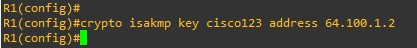 R1(config)#
R1(config)#crypto isakmp key cisco123 address 64.100.1.2
R1(config)#